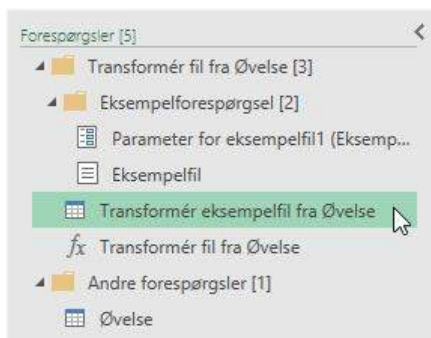 Forespørgsler [5]
Transformér fil fra Øvelse [3]
Eksempelforespørgsel [2]
Parameter for eksempelfil1 (Eksemp...
Eksempelfil
Transformér eksempelfil fra Øvelse
fx Transformér fil fra Øvelse
Andre forespørgsler [1]
Øvelse